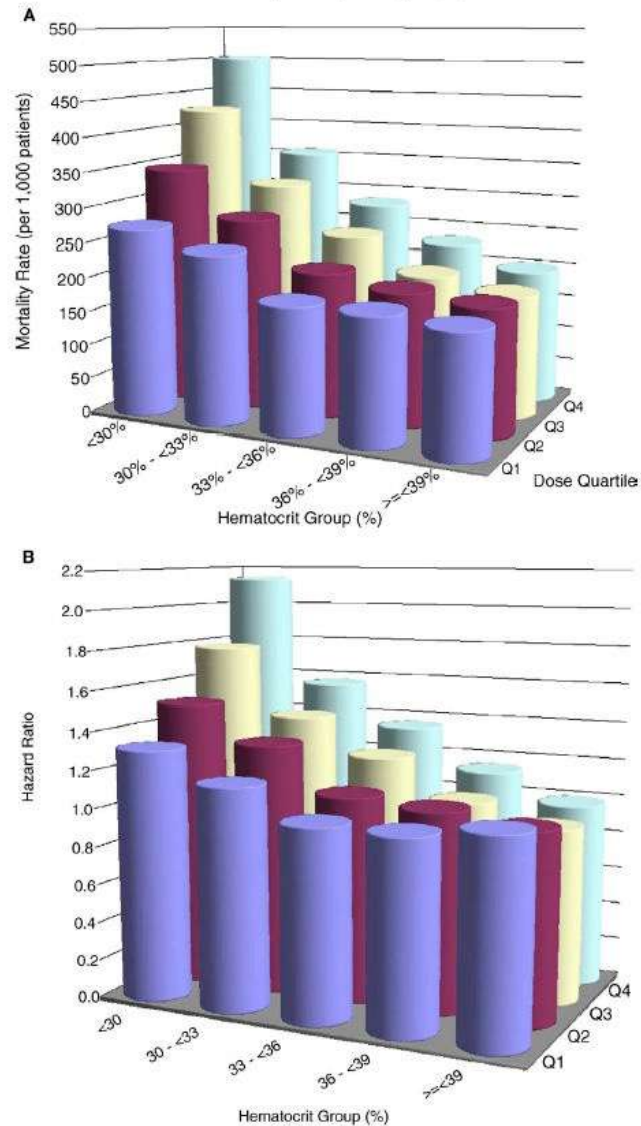 A
550
500
450
400
350
300
250
200
150
100
50
0
Mortality Rate (per 1,000 patients)
<30%
30% - <33%
33% - <36%
36% - <39%
>=<39%
Q1
Q2
Q3
Q4
Dose Quartile
Hematocrit Group (%)
B
2.2
2.0
1.8
1.6
1.4
1.2
1.0
0.8
0.6
0.4
0.2
0.0
Hazard Ratio
<30
30 - <33
33 - <36
36 - <39
>=<39
Q1
Q2
Q3
Q4
Hematocrit Group (%)